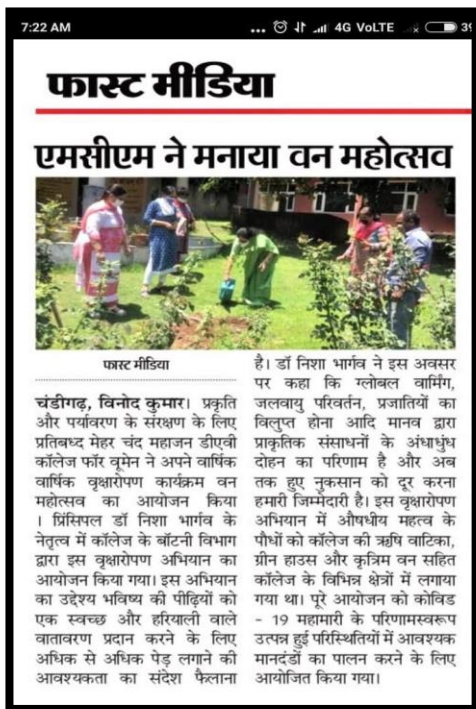 7:22 AM
... 4G VoLTE 39
फास्ट मीडिया
एमसीएम ने मनाया वन महोत्सव
फास्ट मीडिया
चंडीगढ़, विनोद कुमार। प्रकृति
और पर्यावरण के संरक्षण के लिए
प्रतिबध्द मेहर चंद महाजन डीएवी
कॉलेज फॉर वूमेन ने अपने वार्षिक
वार्षिक वृक्षारोपण कार्यक्रम वन
महोत्सव का आयोजन किया
। प्रिंसिपल डॉ निशा भार्गव के
नेतृत्व में कॉलेज के बॉटनी विभाग
द्वारा इस वृक्षारोपण अभियान का
आयोजन किया गया। इस अभियान
का उद्देश्य भविष्य की पीढ़ियों को
एक स्वच्छ और हरियाली वाले
वातावरण प्रदान करने के लिए
अधिक से अधिक पेड़ लगाने की
आवश्यकता का संदेश फैलाना
है। डॉ निशा भार्गव ने इस अवसर
पर कहा कि ग्लोबल वार्मिंग,
जलवायु परिवर्तन, प्रजातियों का
विलुप्त होना आदि मानव द्वारा
प्राकृतिक संसाधनों के अंधाधुंध
दोहन का परिणाम है और अब
तक हुए नुकसान को दूर करना
हमारी जिम्मेदारी है। इस वृक्षारोपण
अभियान में औषधीय महत्व के
पौधों को कॉलेज की ऋषि वाटिका,
ग्रीन हाउस और कृत्रिम वन सहित
कॉलेज के विभिन्न क्षेत्रों में लगाया
गया था। पूरे आयोजन को कोविड
- 19 महामारी के परिणामस्वरूप
उत्पन्न हुई परिस्थितियों में आवश्यक
मानदंडों का पालन करने के लिए
आयोजित किया गया।